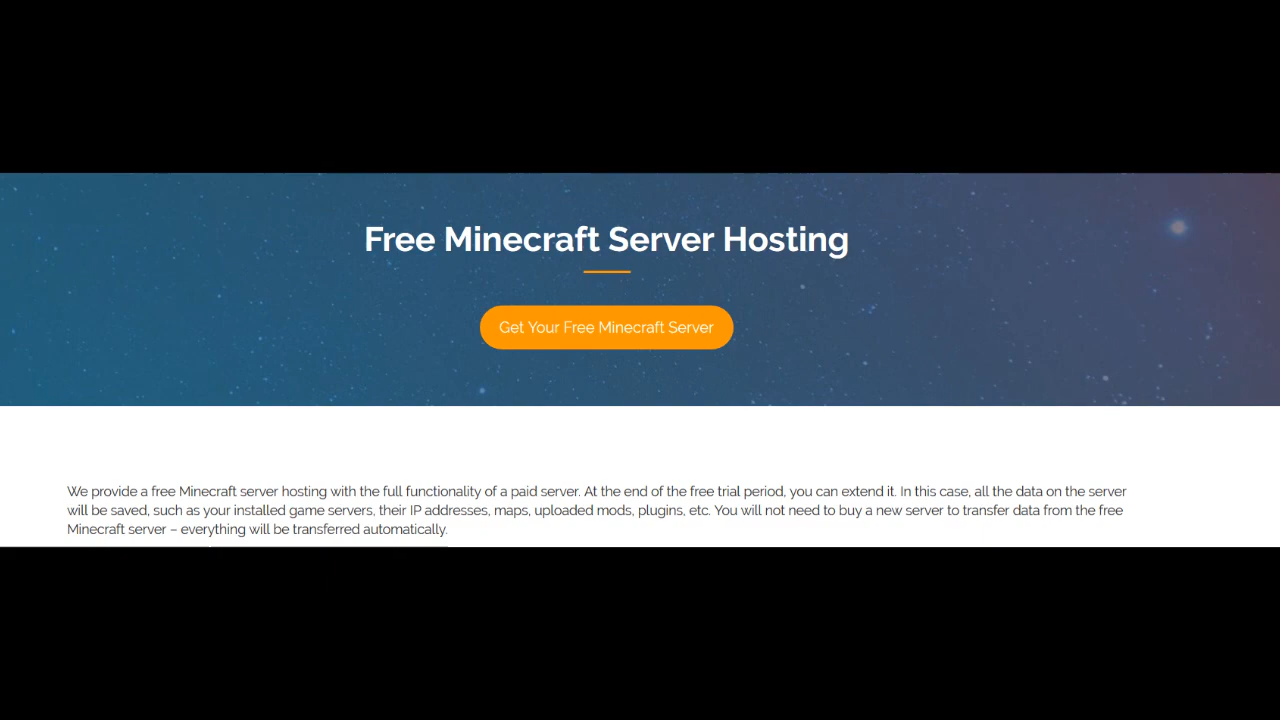 Free Minecraft Server Hosting
Get Your Free Minecraft Server
We provide a free Minecraft server hosting with the full functionality of a paid server. At the end of the free trial period, you can extend it. In this case, all the data on the server
will be saved, such as your installed game servers, their IP addresses, maps, uploaded mods, plugins, etc. You will not need to buy a new server to transfer data from the free
Minecraft server – everything will be transferred automatically.